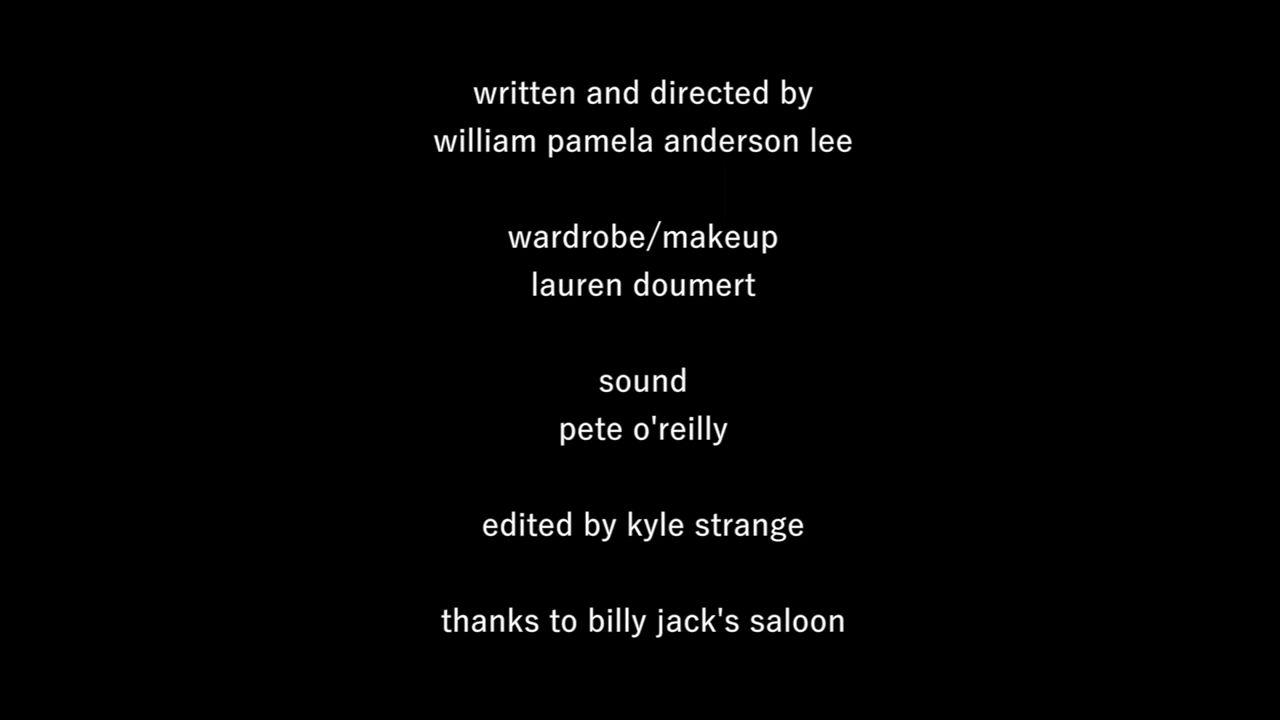 written and directed by
william pamela anderson lee
wardrobe/makeup
lauren doumert
sound
pete o'reilly
edited by kyle strange
thanks to billy jack's saloon